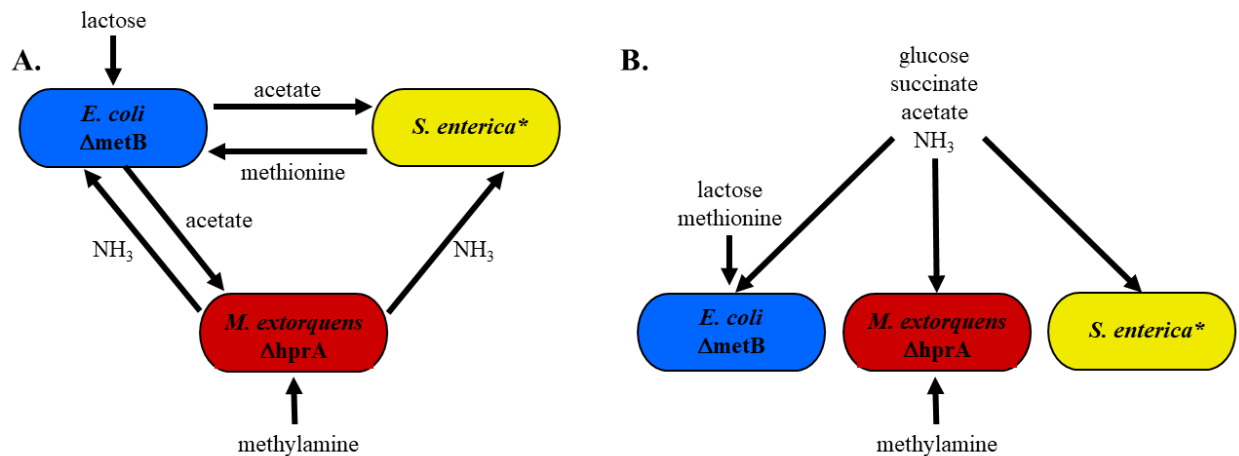 A.
lactose
E. coli
ΔmetB
acetate
methionine
S. enterica*
acetate
NH₃
NH₃
M. extorquens
ΔhprA
methylamine
B.
glucose
succinate
acetate
NH₃
lactose
methionine
E. coli
ΔmetB
M. extorquens
ΔhprA
S. enterica*
methylamine